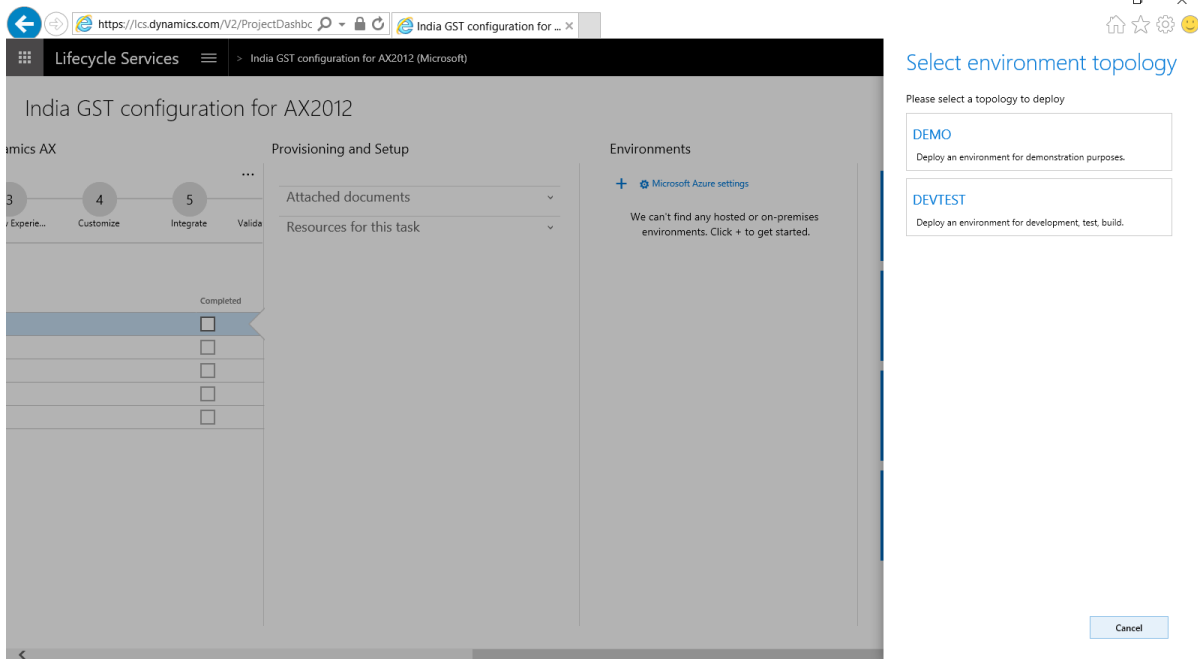 https://lcs.dynamics.com/V2/ProjectDashbc
India GST configuration for ...
Lifecycle Services
> India GST configuration for AX2012 (Microsoft)
India GST configuration for AX2012
amics AX
3
4
5
Experie...
Customize
Integrate
Valida
Completed
Provisioning and Setup
Attached documents
Resources for this task
Environments
Microsoft Azure settings
We can't find any hosted or on-premises
environments. Click + to get started.
Select environment topology
Please select a topology to deploy
DEMO
Deploy an environment for demonstration purposes.
DEVTEST
Deploy an environment for development, test, build.
Cancel